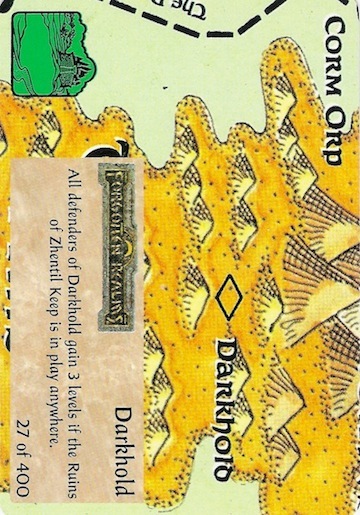 The
CORM ORP
Darkhold
FORGOTTEN REALMS
Darkhold
All defenders of Darkhold gain 3 levels if the Ruins
of Zhentil Keep is in play anywhere.
27 of 400